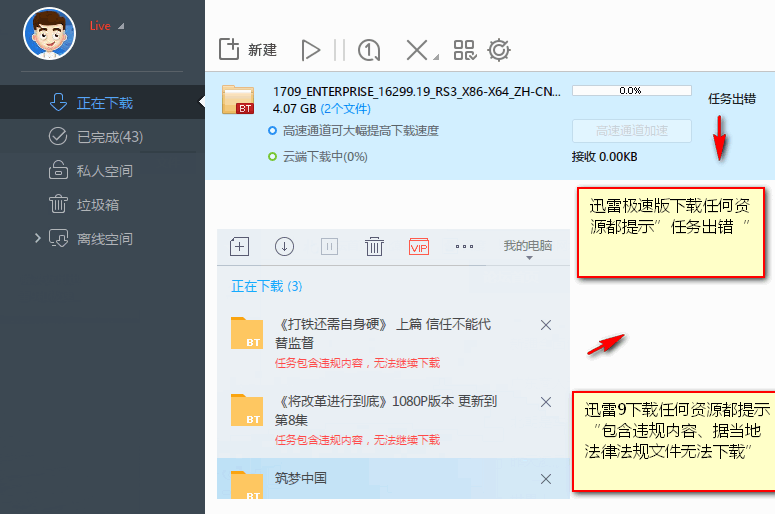 Live
新建
正在下载
已完成(43)
私人空间
垃圾箱
离线空间
1709_ENTERPRISE_16299.19_RS3_X86-X64_ZH-CN...
0.0%
任务出错
4.07 GB (2个文件)
BT
高速通道可大幅提高下载速度
高速通道加速
云端下载中(0%)
接收 0.00KB
迅雷极速版下载任何资
源都提示”任务出错 ”
VIP
我的电脑
正在下载 (3)
《打铁还需自身硬》 上篇 信任不能代
替监督
BT
任务包含违规内容，无法继续下载
《将改革进行到底》1080P版本 更新到
第8集
BT
任务包含违规内容，无法继续下载
迅雷9下载任何资源都提示
”包含违规内容、据当地
法律法规文件无法下载”
筑梦中国
BT